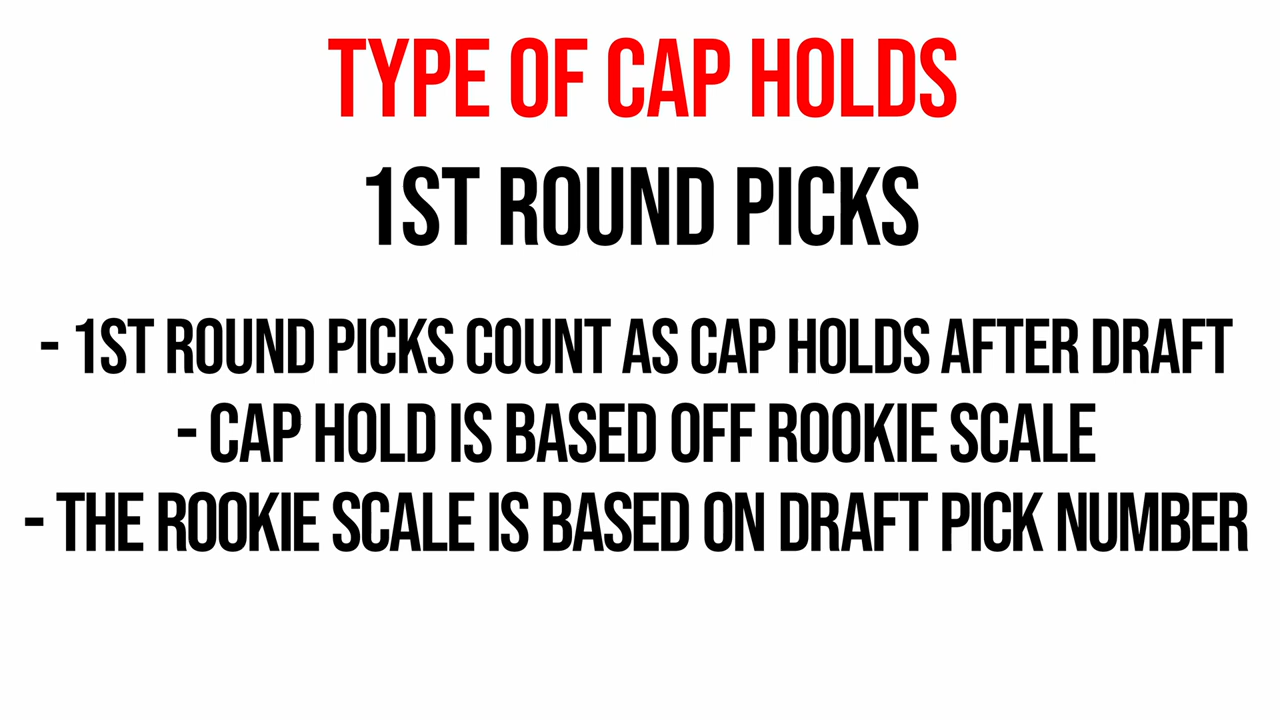 TYPE OF CAP HOLDS
1ST ROUND PICKS
- 1ST ROUND PICKS COUNT AS CAP HOLDS AFTER DRAFT
- CAP HOLD IS BASED OFF ROOKIE SCALE
- THE ROOKIE SCALE IS BASED ON DRAFT PICK NUMBER